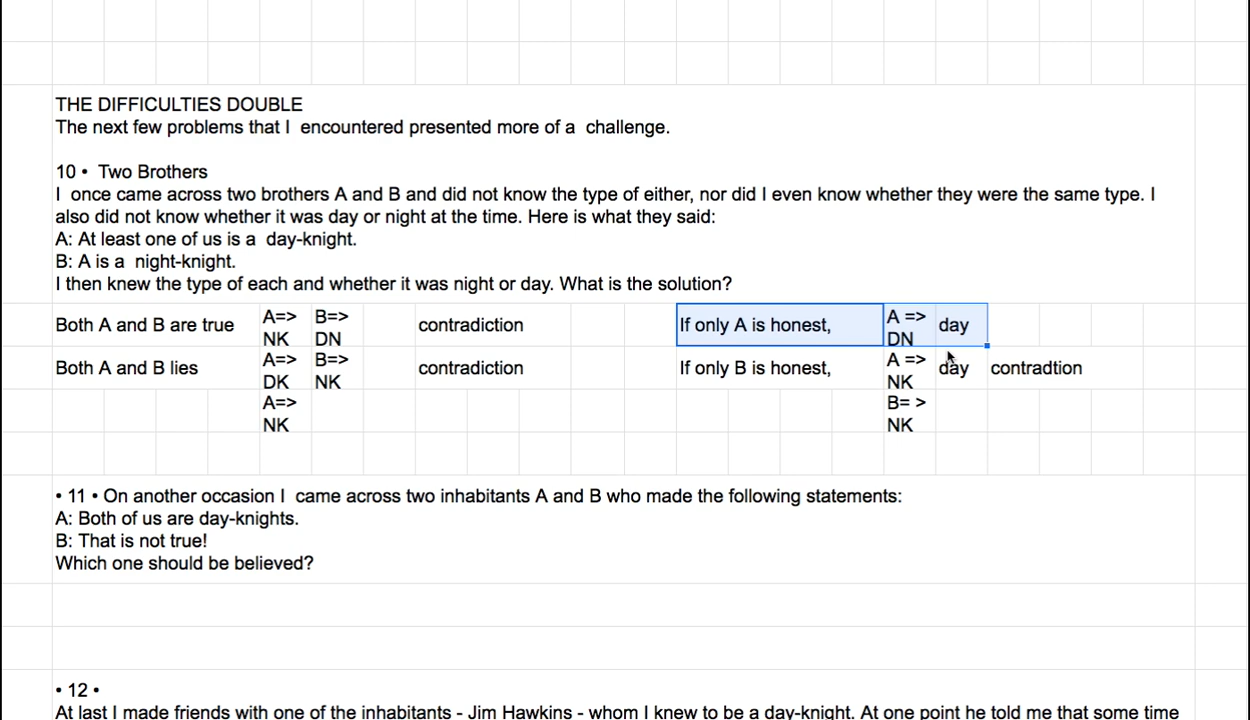 THE DIFFICULTIES DOUBLE
The next few problems that I encountered presented more of a challenge.
10 • Two Brothers
I once came across two brothers A and B and did not know the type of either, nor did I even know whether they were the same type. I
also did not know whether it was day or night at the time. Here is what they said:
A: At least one of us is a day-knight.
B: A is a night-knight.
I then knew the type of each and whether it was night or day. What is the solution?
Both A and B are true A=> NK B=> DN contradiction If only A is honest, A => DN day
Both A and B lies A=> DK B=> NK contradiction If only B is honest, A => NK day contradtion
A=> NK B= > NK
• 11 • On another occasion I came across two inhabitants A and B who made the following statements:
A: Both of us are day-knights.
B: That is not true!
Which one should be believed?
• 12 •
At last I made friends with one of the inhabitants - Jim Hawkins - whom I knew to be a day-knight. At one point he told me that some time